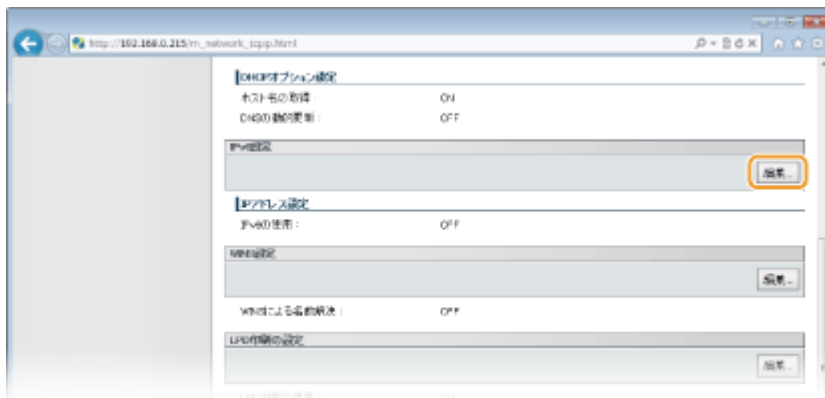 http://192.168.0.215/m_network_tcpip.html
DHCPオプション設定
ホスト名の取得： ON
DNSの動的更新： OFF
IPv6設定
編集...
IPアドレス設定
IPv6の使用： OFF
WINS設定
編集...
WINSによる名前解決： OFF
LPD印刷の設定
編集...